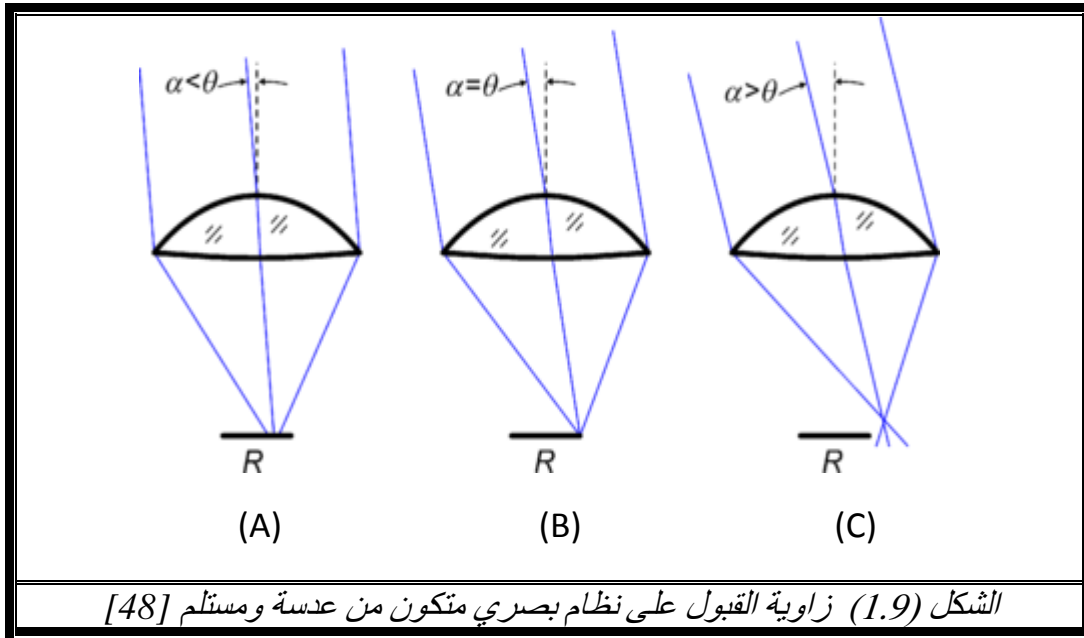 α<θ α=θ α>θ
R R R
(A) (B) (C)
الشكل (1.9) زاوية القبول على نظام بصري متكون من عدسة ومستلم [48]